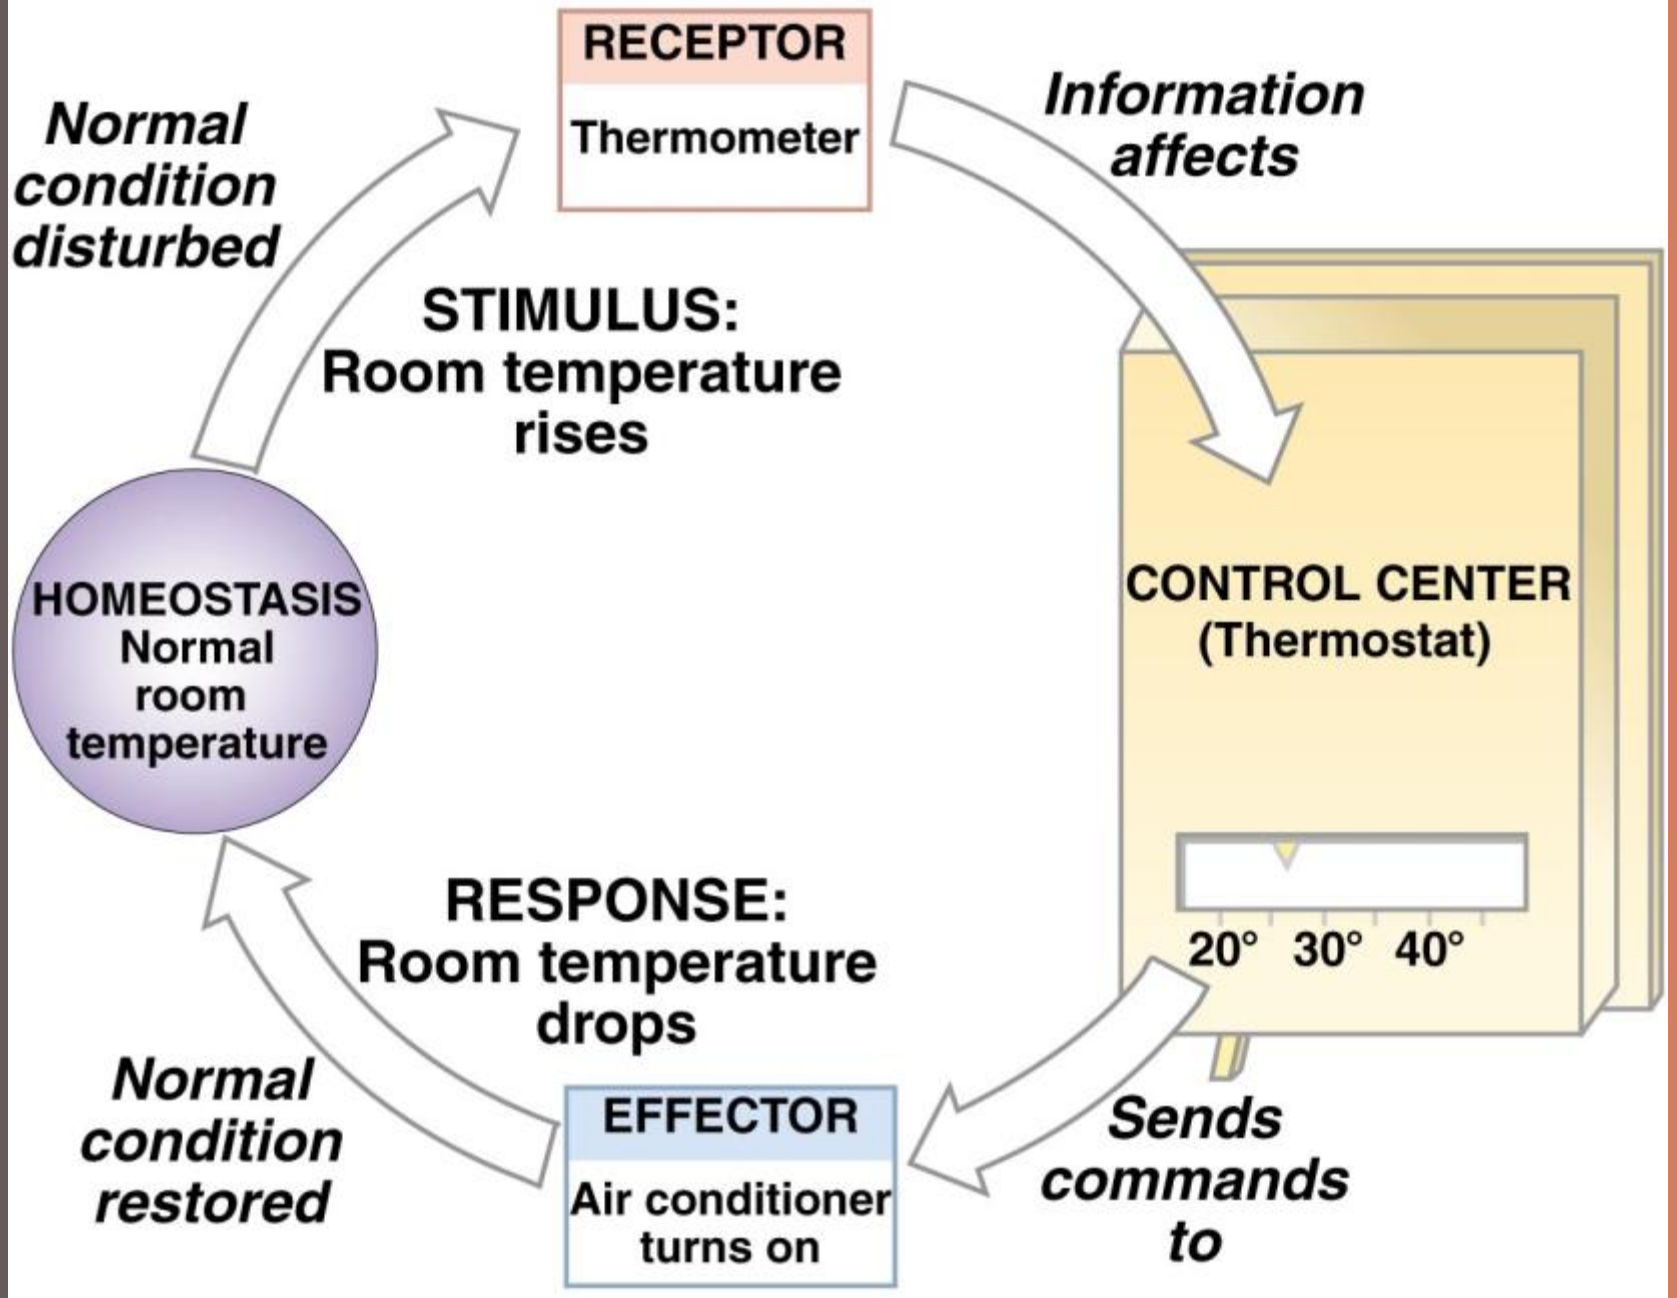 RECEPTOR
Thermometer
Information
affects
Normal
condition
disturbed
STIMULUS:
Room temperature
rises
HOMEOSTASIS
Normal
room
temperature
CONTROL CENTER
(Thermostat)
20° 30° 40°
RESPONSE:
Room temperature
drops
Normal
condition
restored
EFFECTOR
Air conditioner
turns on
Sends
commands
to